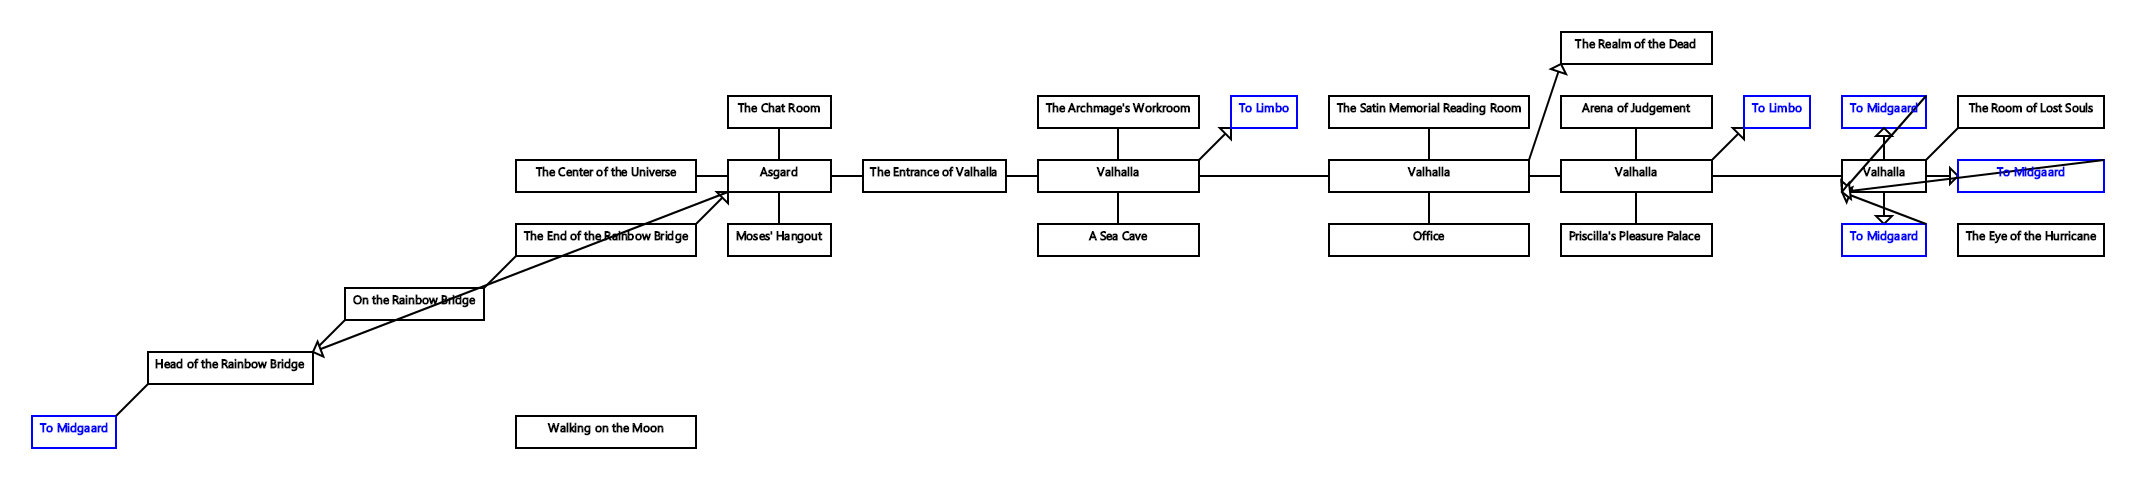 The Realm of the Dead
The Chat Room
The Archmage's Workroom
To Limbo
The Satin Memorial Reading Room
Arena of Judgement
To Limbo
To Midgaard
The Room of Lost Souls
The Center of the Universe
Asgard
The Entrance of Valhalla
Valhalla
Valhalla
Valhalla
Valhalla
To Midgaard
The End of the Rainbow Bridge
Moses' Hangout
A Sea Cave
Office
Priscilla's Pleasure Palace
To Midgaard
The Eye of the Hurricane
On the Rainbow Bridge
Head of the Rainbow Bridge
To Midgaard
Walking on the Moon